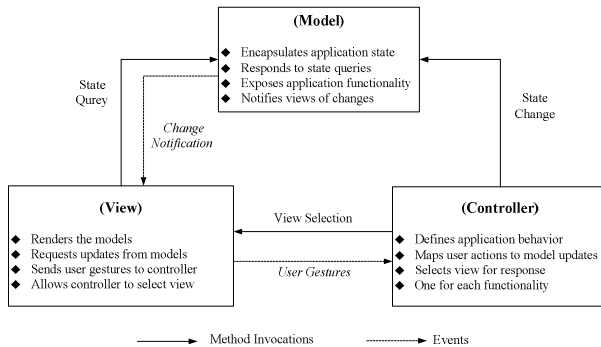 (Model)
◆ Encapsulates application state
◆ Responds to state queries
◆ Exposes application functionality
◆ Notifies views of changes
State
Qurey
Change
Notification
State
Change
(View)
◆ Renders the models
◆ Requests updates from models
◆ Sends user gestures to controller
◆ Allows controller to select view
View Selection
User Gestures
(Controller)
◆ Defines application behavior
◆ Maps user actions to model updates
◆ Selects view for response
◆ One for each functionality
Method Invocations
Events